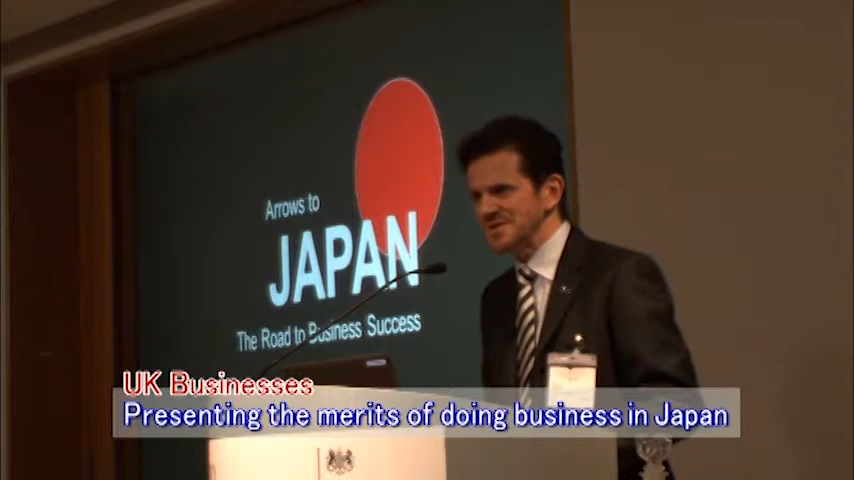 Arrows to
JAPAN
The Road to Business Success
UK Businesses
Presenting the merits of doing business in Japan